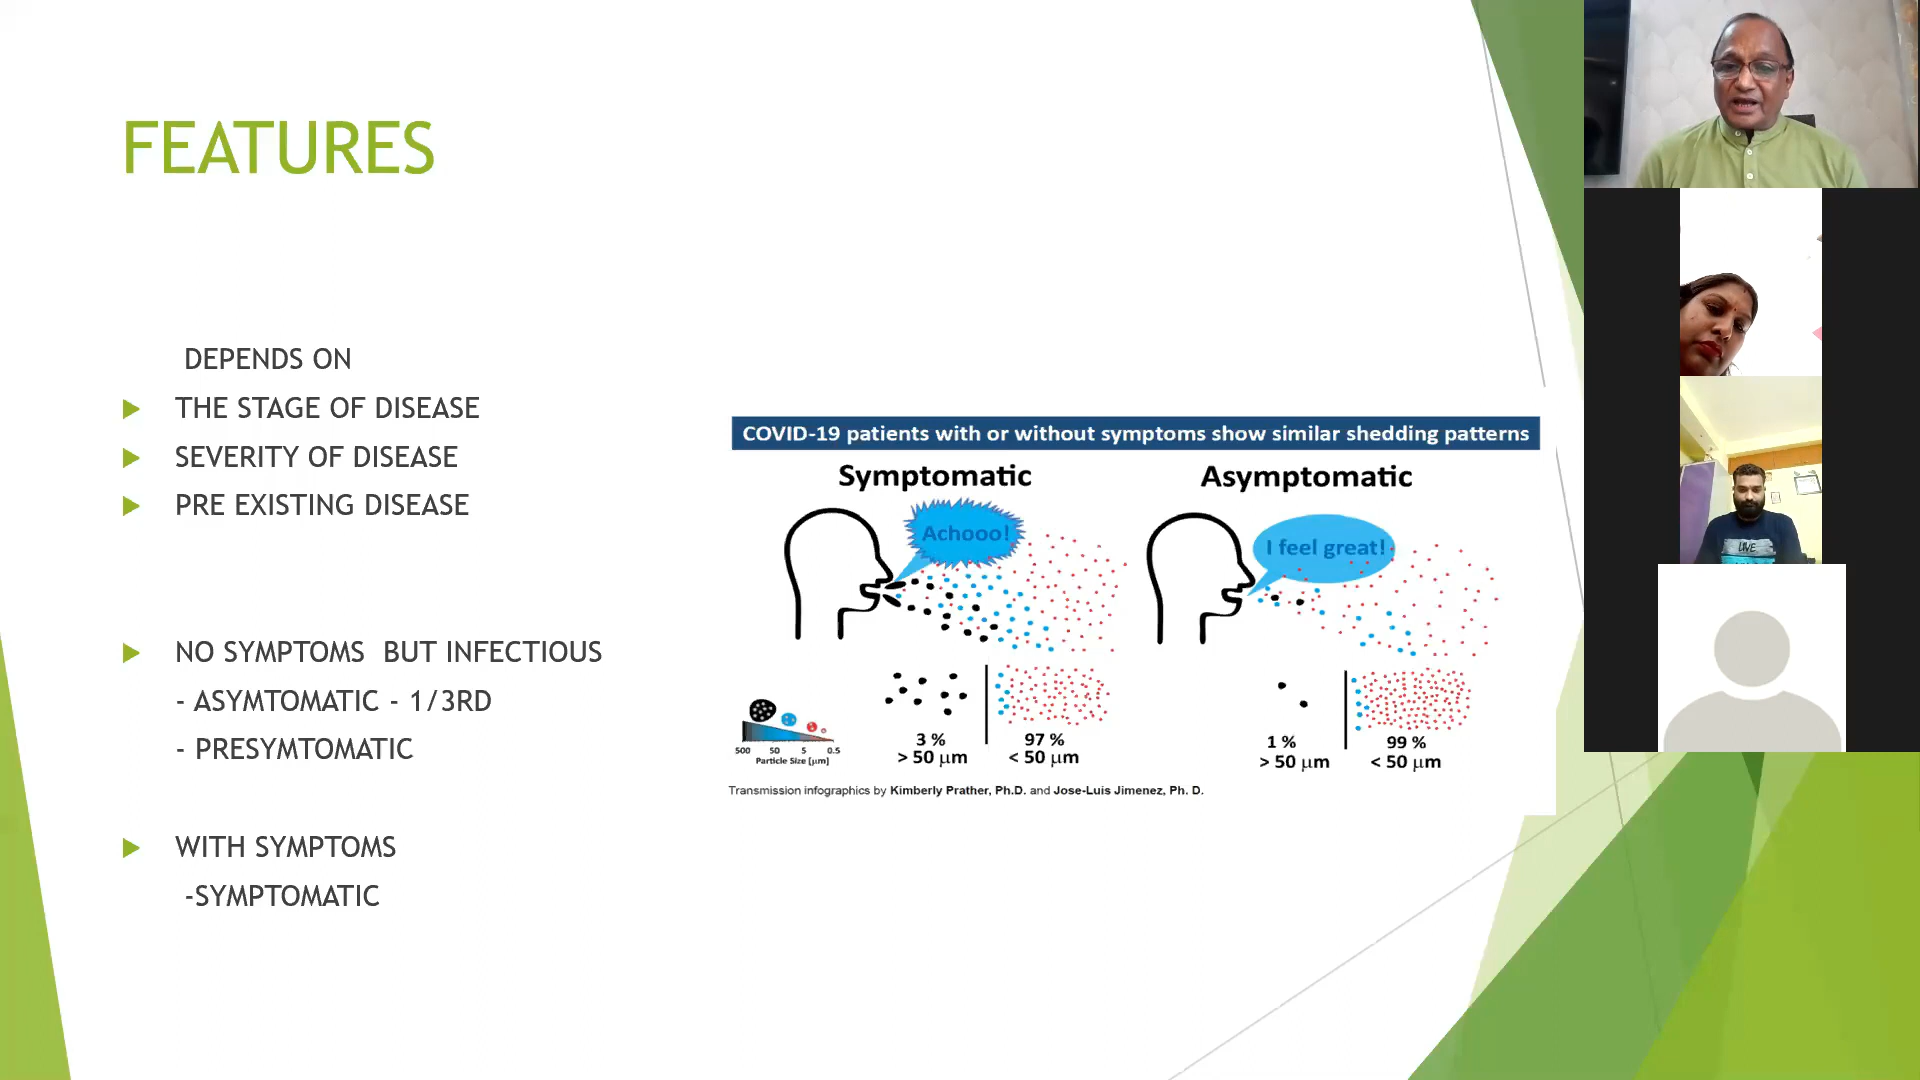 FEATURES
DEPENDS ON
THE STAGE OF DISEASE
SEVERITY OF DISEASE
PRE EXISTING DISEASE
NO SYMPTOMS BUT INFECTIOUS
- ASYMTOMATIC - 1/3RD
- PRESYMTOMATIC
WITH SYMPTOMS
-SYMPTOMATIC
COVID-19 patients with or without symptoms show similar shedding patterns
Symptomatic
Asymptomatic
Achooo!
I feel great!
500 50 5 0.5
Particle Size [μm]
3 %
> 50 μm
97 %
< 50 μm
1 %
> 50 μm
99 %
< 50 μm
Transmission infographics by Kimberly Prather, Ph.D. and Jose-Luis Jimenez, Ph. D.
LIVE